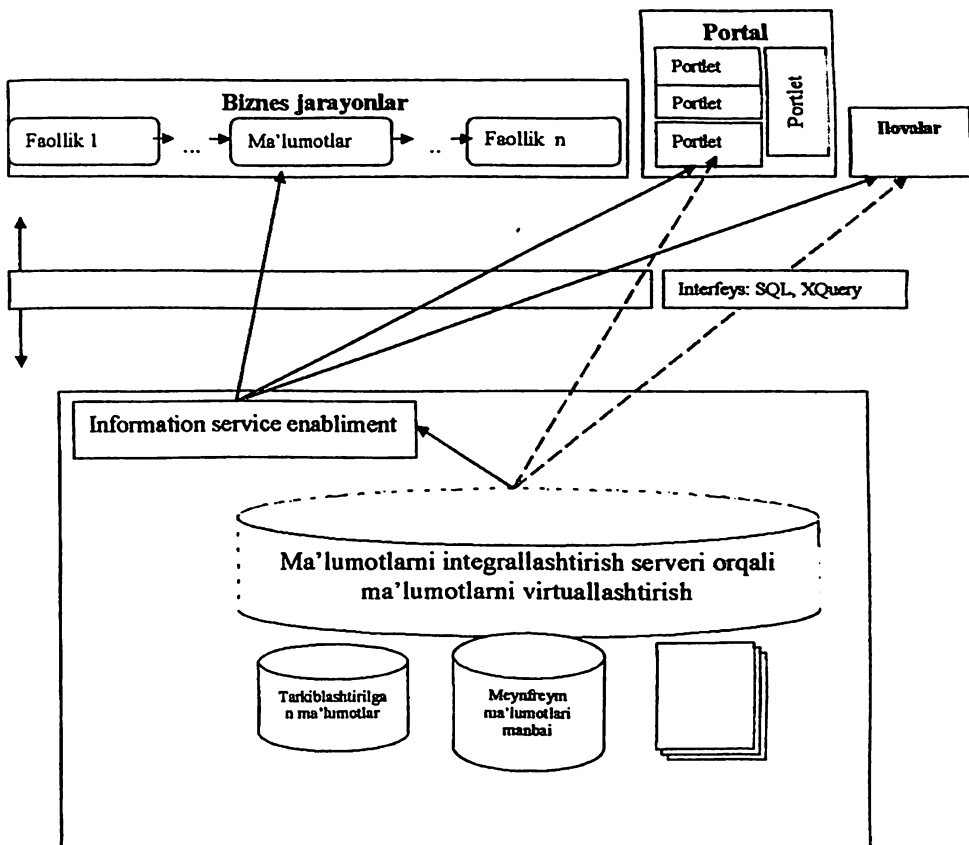 Portal
Portlet
Portlet
Portlet
Portlet
Biznes jarayonlar
Faollik 1
...
Ma'lumotlar
..
Faollik n
Ilovalar
Interfeys: SQL, XQuery
Information service enabliment
Ma'lumotlarni integrallashtirish serveri orqali
ma'lumotlarni virtuallashtirish
Tarkiblashtirilga
n ma'lumotlar
Meynfreym
ma'lumotlari
manbai